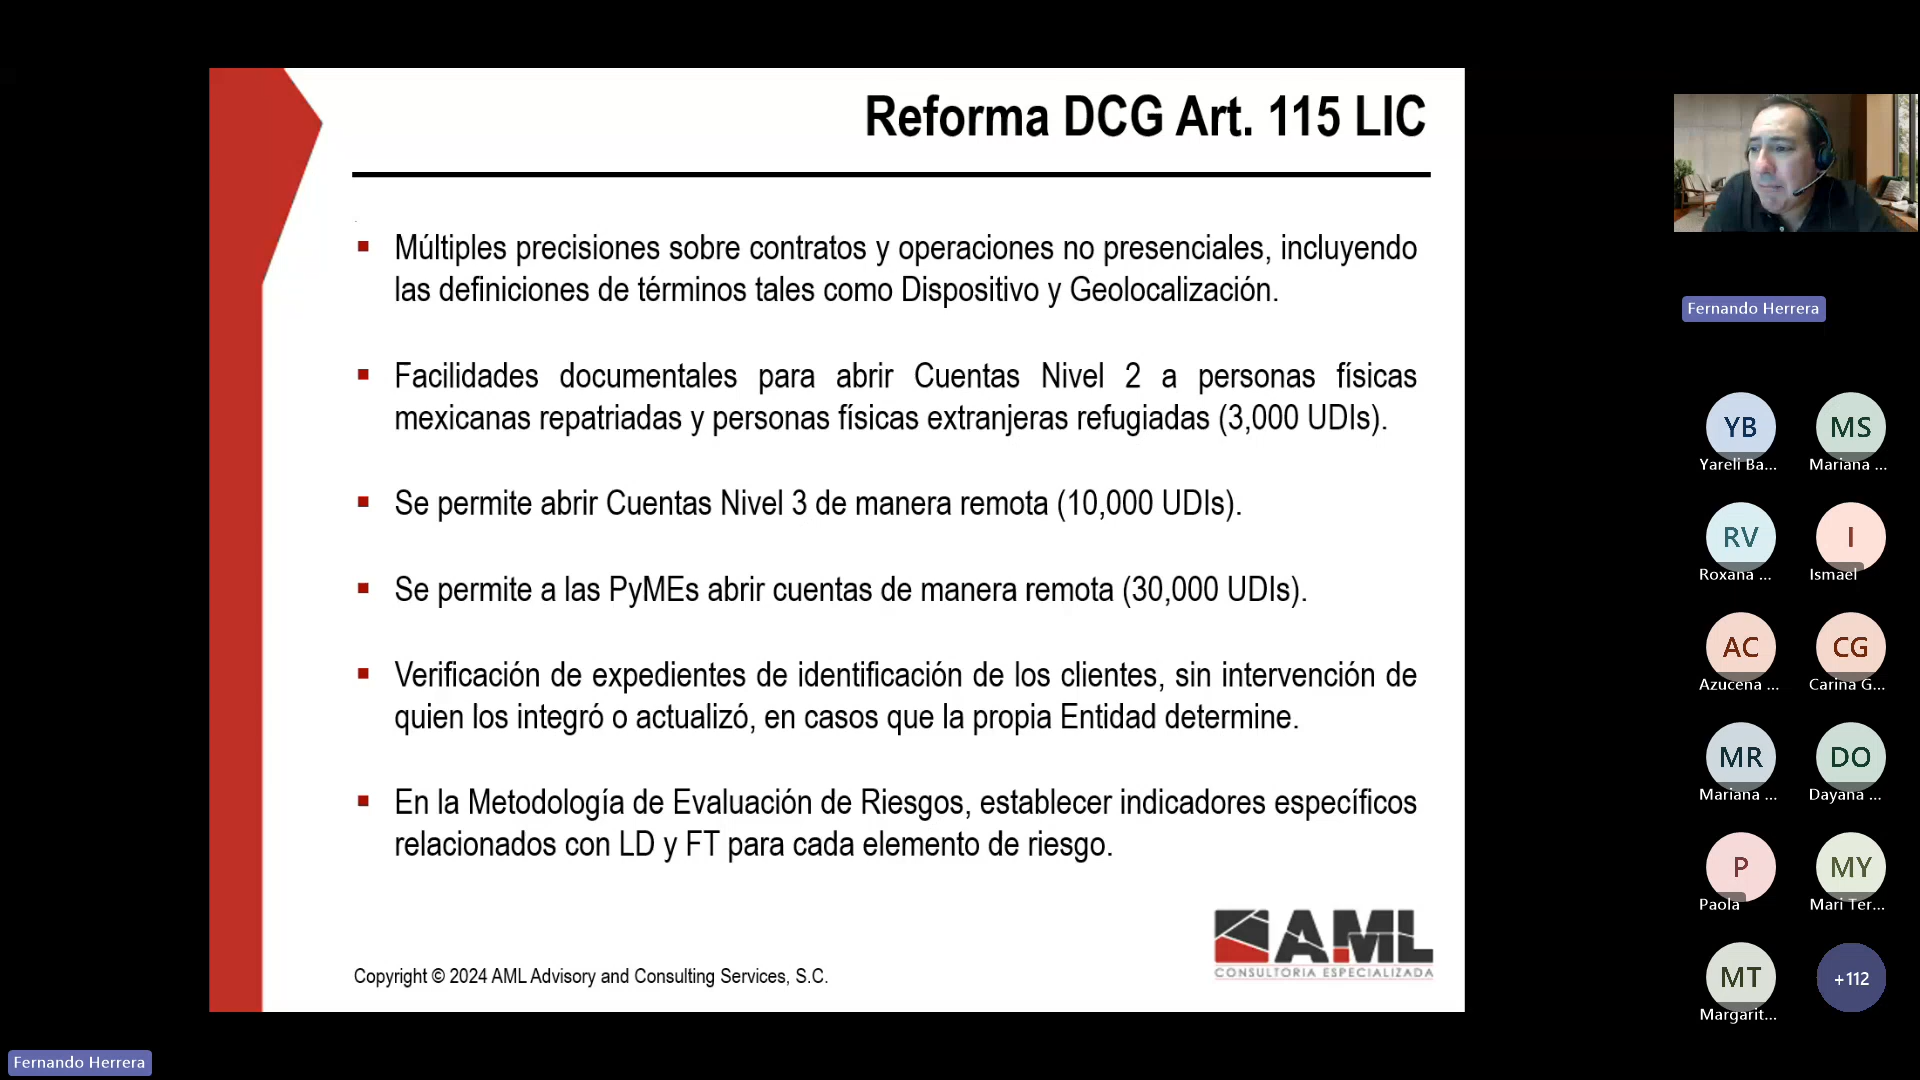 Reforma DCG Art. 115 LIC
▪ Múltiples precisiones sobre contratos y operaciones no presenciales, incluyendo
las definiciones de términos tales como Dispositivo y Geolocalización.
▪ Facilidades documentales para abrir Cuentas Nivel 2 a personas físicas
mexicanas repatriadas y personas físicas extranjeras refugiadas (3,000 UDIs).
▪ Se permite abrir Cuentas Nivel 3 de manera remota (10,000 UDIs).
▪ Se permite a las PyMEs abrir cuentas de manera remota (30,000 UDIs).
▪ Verificación de expedientes de identificación de los clientes, sin intervención de
quien los integró o actualizó, en casos que la propia Entidad determine.
▪ En la Metodología de Evaluación de Riesgos, establecer indicadores específicos
relacionados con LD y FT para cada elemento de riesgo.
AML
CONSULTORIA ESPECIALIZADA
Copyright © 2024 AML Advisory and Consulting Services, S.C.
Fernando Herrera
Fernando Herrera
YB
MS
Yareli Ba...
Mariana ...
RV
I
Roxana ...
Ismael
AC
CG
Azucena ...
Carina G...
MR
DO
Mariana ...
Dayana ...
P
MY
Paola
Mari Ter...
MT
+112
Margarit...